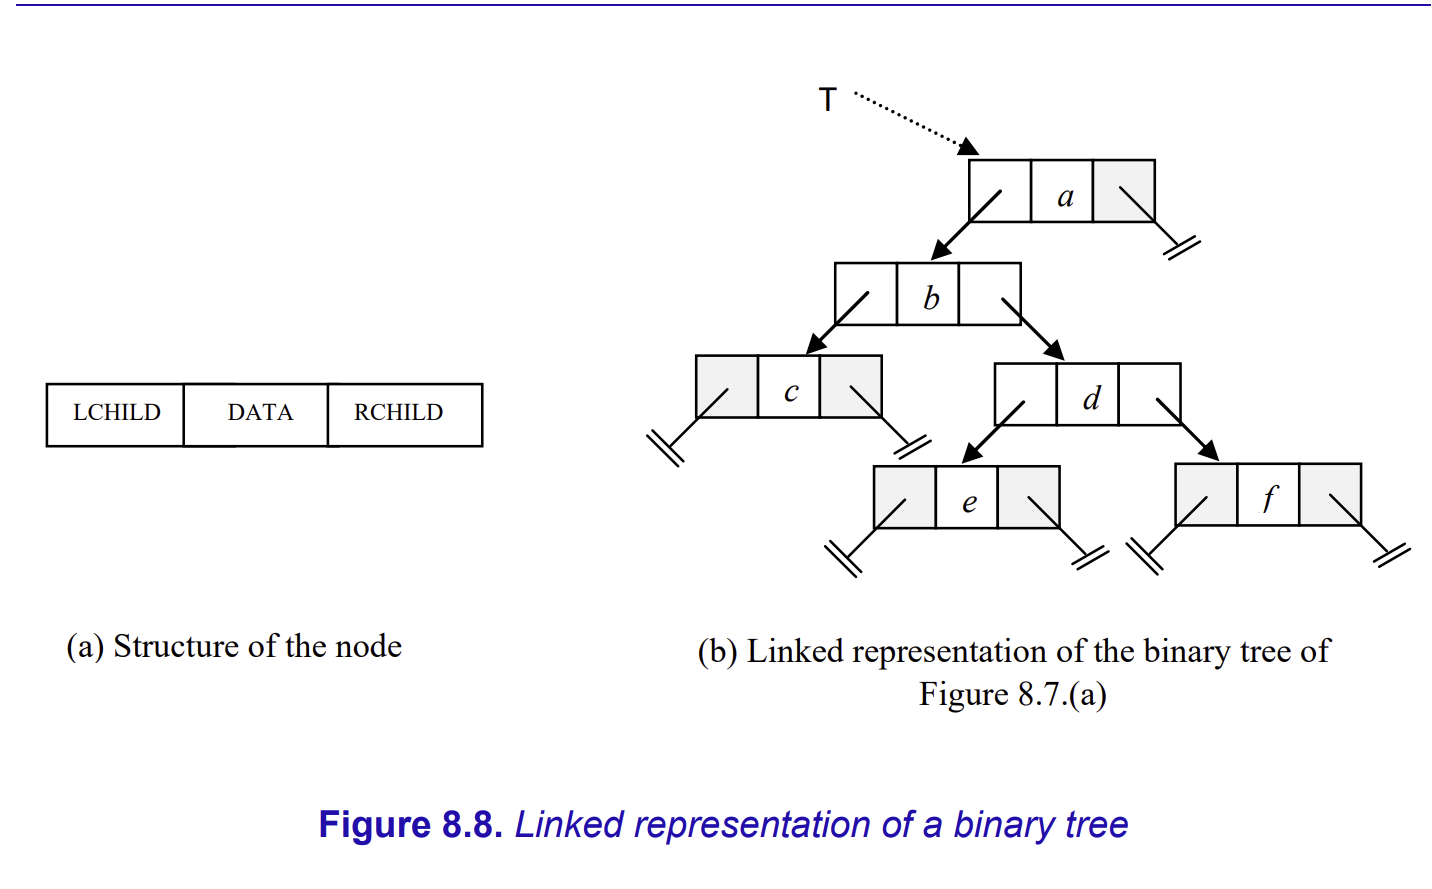 T
a
b
c
d
e
f
LCHILD DATA RCHILD
(a) Structure of the node
(b) Linked representation of the binary tree of
Figure 8.7.(a)
Figure 8.8. Linked representation of a binary tree